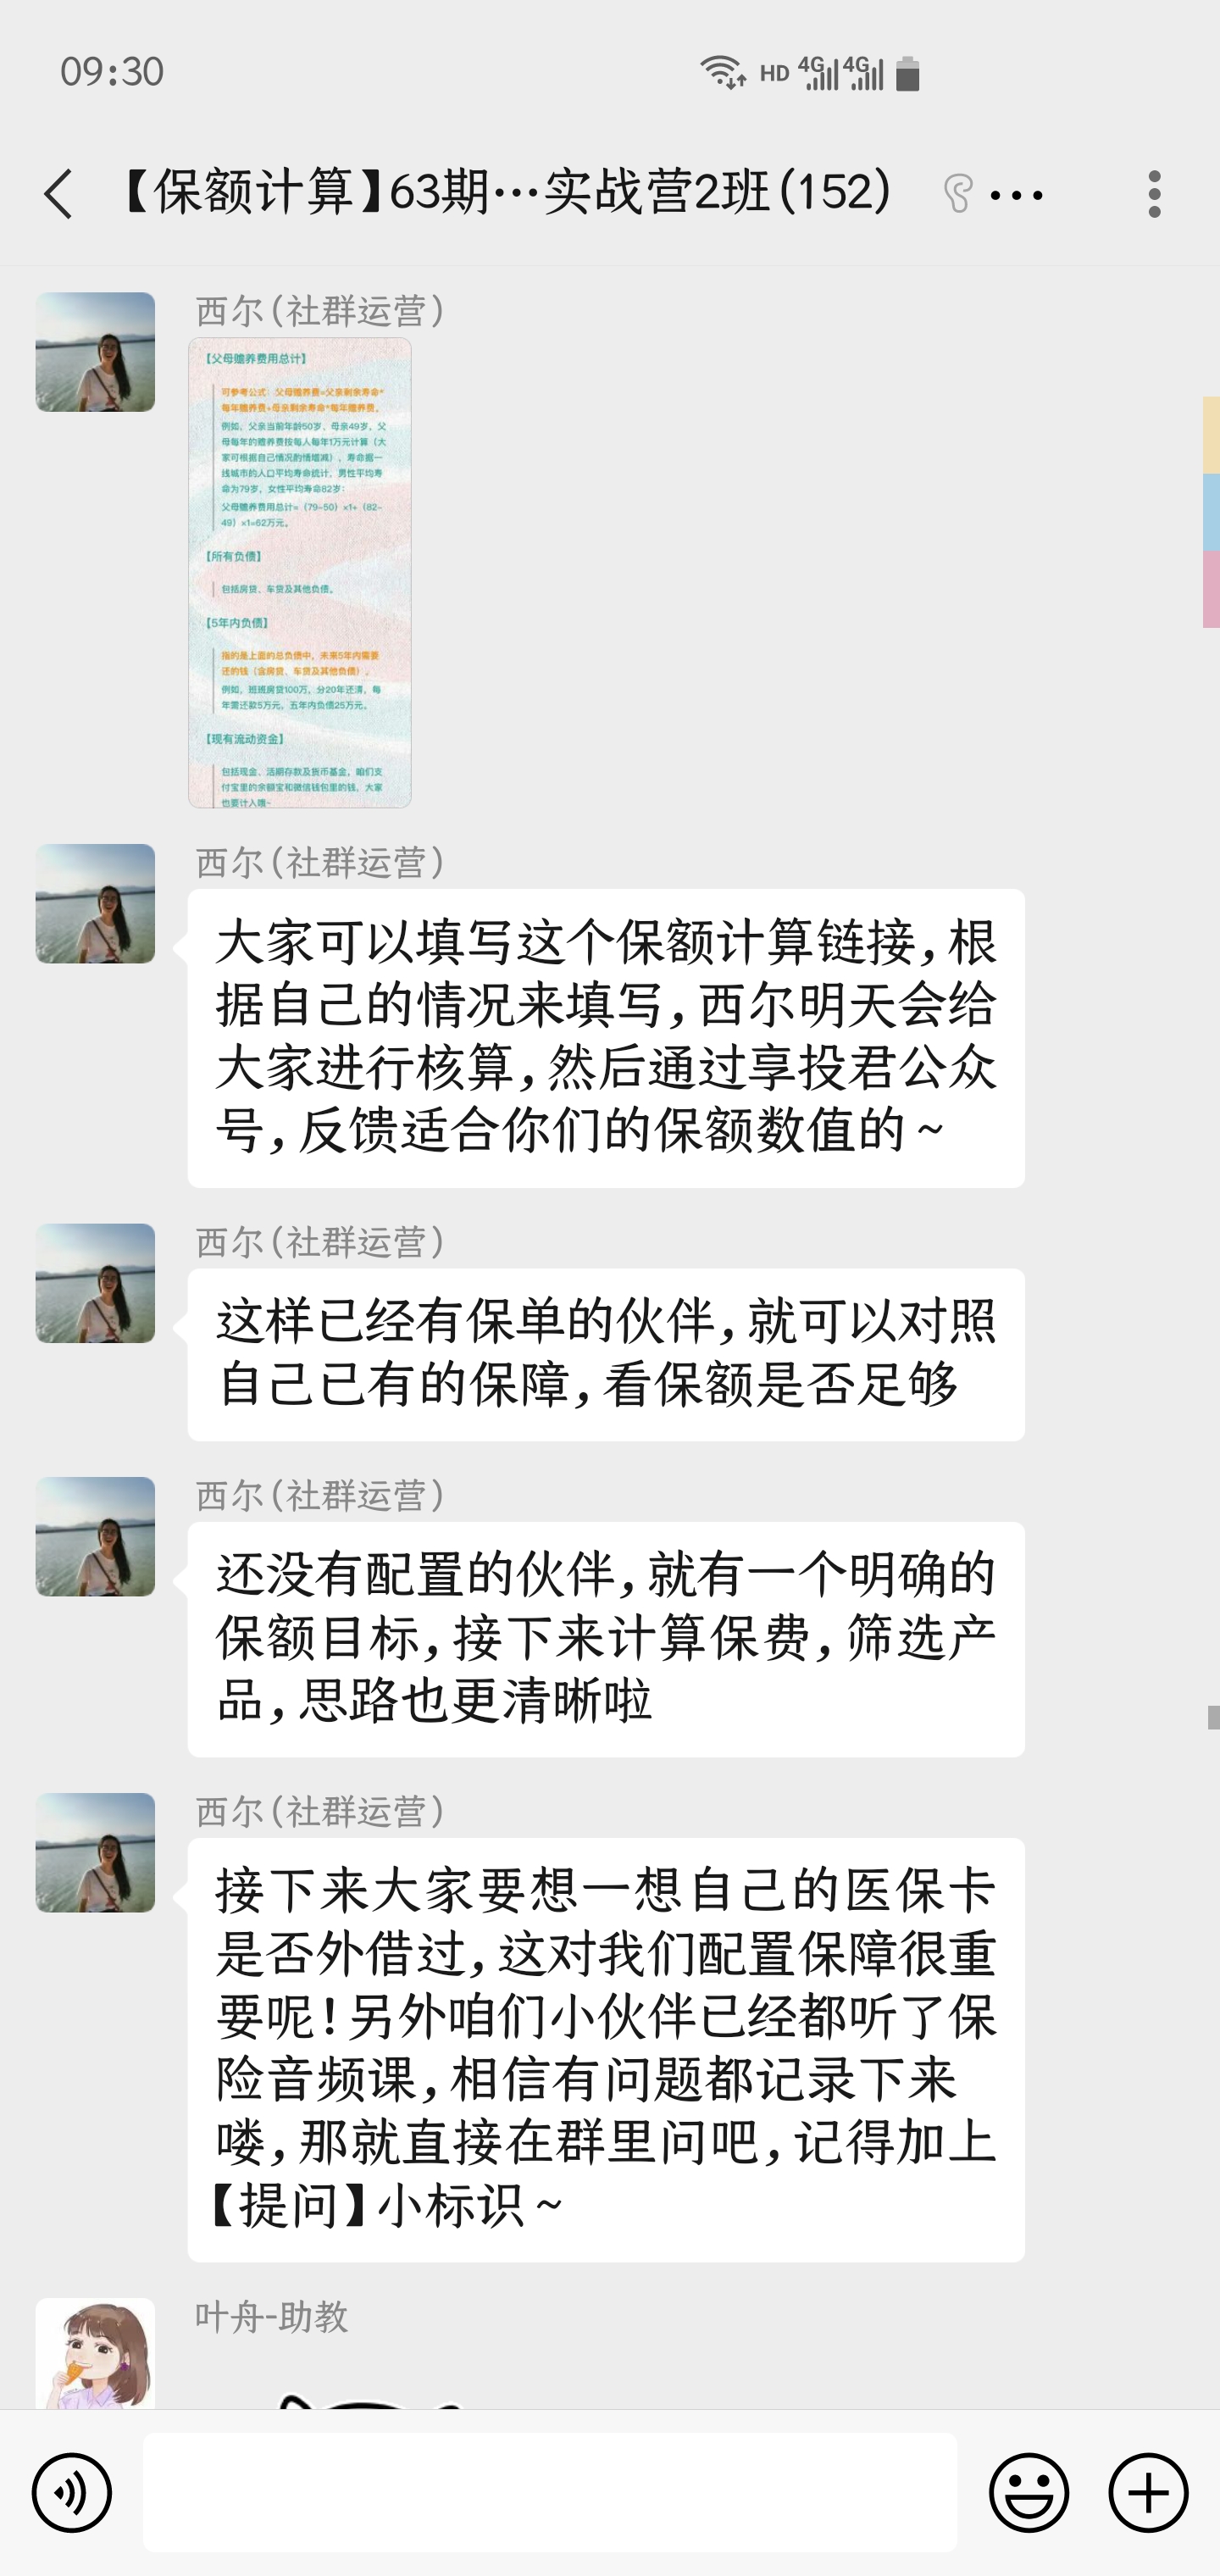 09:30
HD 4G 4G
【保额计算】63期…实战营2班(152)
西尔(社群运营)
【父母赡养费用总计】
可参考公式：父母赡养费=父亲剩余寿命*
每年赡养费+母亲剩余寿命*每年赡养费。
例如，父亲当前年龄50岁，母亲49岁，父
母每年的赡养费按每人每年1万元计算（大
家可根据自己情况酌情增减），寿命据一
线城市的人口平均寿命统计，男性平均寿
命为79岁，女性平均寿命82岁：
父母赡养费用总计=（79-50）×1+（82-
49）×1=62万元。
【所有负债】
包括房贷、车贷及其他负债。
【5年内负债】
指的是上面的总负债中，未来5年内需要
还的钱（含房贷、车贷及其他负债）。
例如，班班房贷100万，分20年还清，每
年需还款5万元，五年内负债25万元。
【现有流动资金】
包括现金、活期存款及货币基金，咱们支
付宝里的余额宝和微信钱包里的钱，大家
也要计入哦~
西尔(社群运营)
大家可以填写这个保额计算链接,根
据自己的情况来填写,西尔明天会给
大家进行核算,然后通过享投君公众
号,反馈适合你们的保额数值的~
西尔(社群运营)
这样已经有保单的伙伴,就可以对照
自己已有的保障,看保额是否足够
西尔(社群运营)
还没有配置的伙伴,就有一个明确的
保额目标,接下来计算保费,筛选产
品,思路也更清晰啦
西尔(社群运营)
接下来大家要想一想自己的医保卡
是否外借过,这对我们配置保障很重
要呢!另外咱们小伙伴已经都听了保
险音频课,相信有问题都记录下来
喽,那就直接在群里问吧,记得加上
【提问】小标识~
叶舟-助教